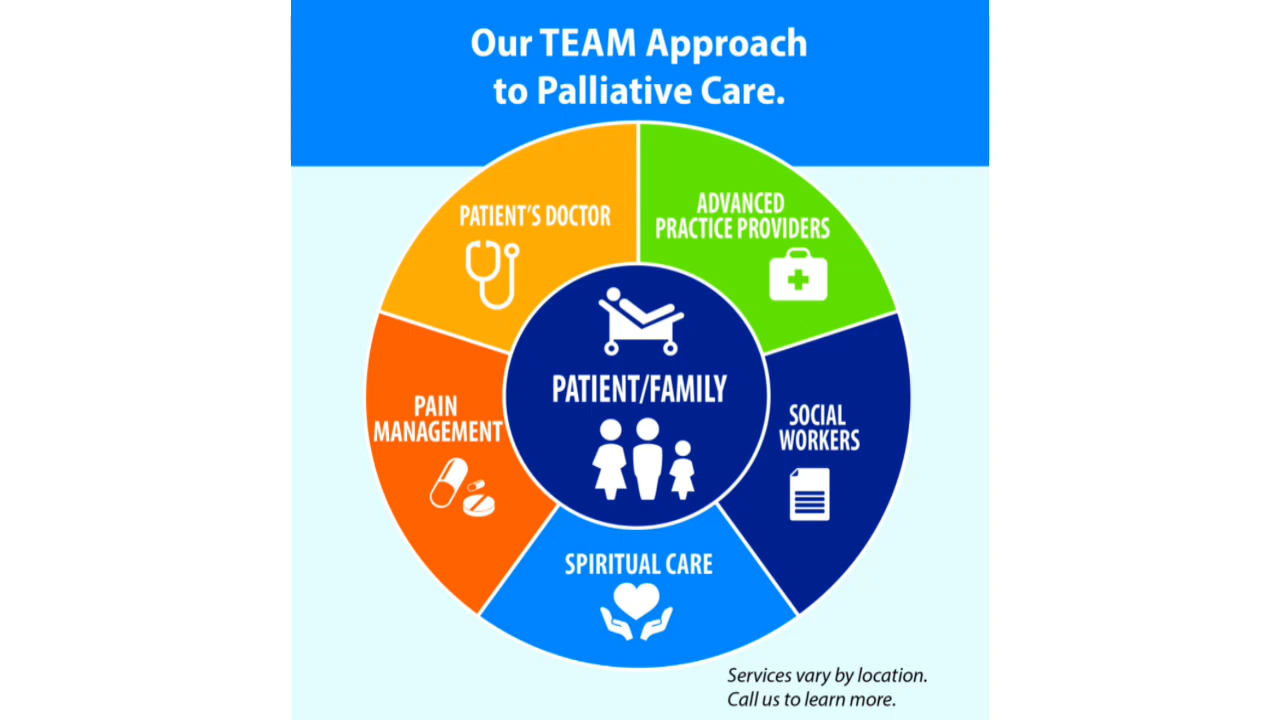 Our TEAM Approach
to Palliative Care.
PATIENT'S DOCTOR
ADVANCED
PRACTICE PROVIDERS
PAIN
MANAGEMENT
PATIENT/FAMILY
SOCIAL
WORKERS
SPIRITUAL CARE
Services vary by location.
Call us to learn more.